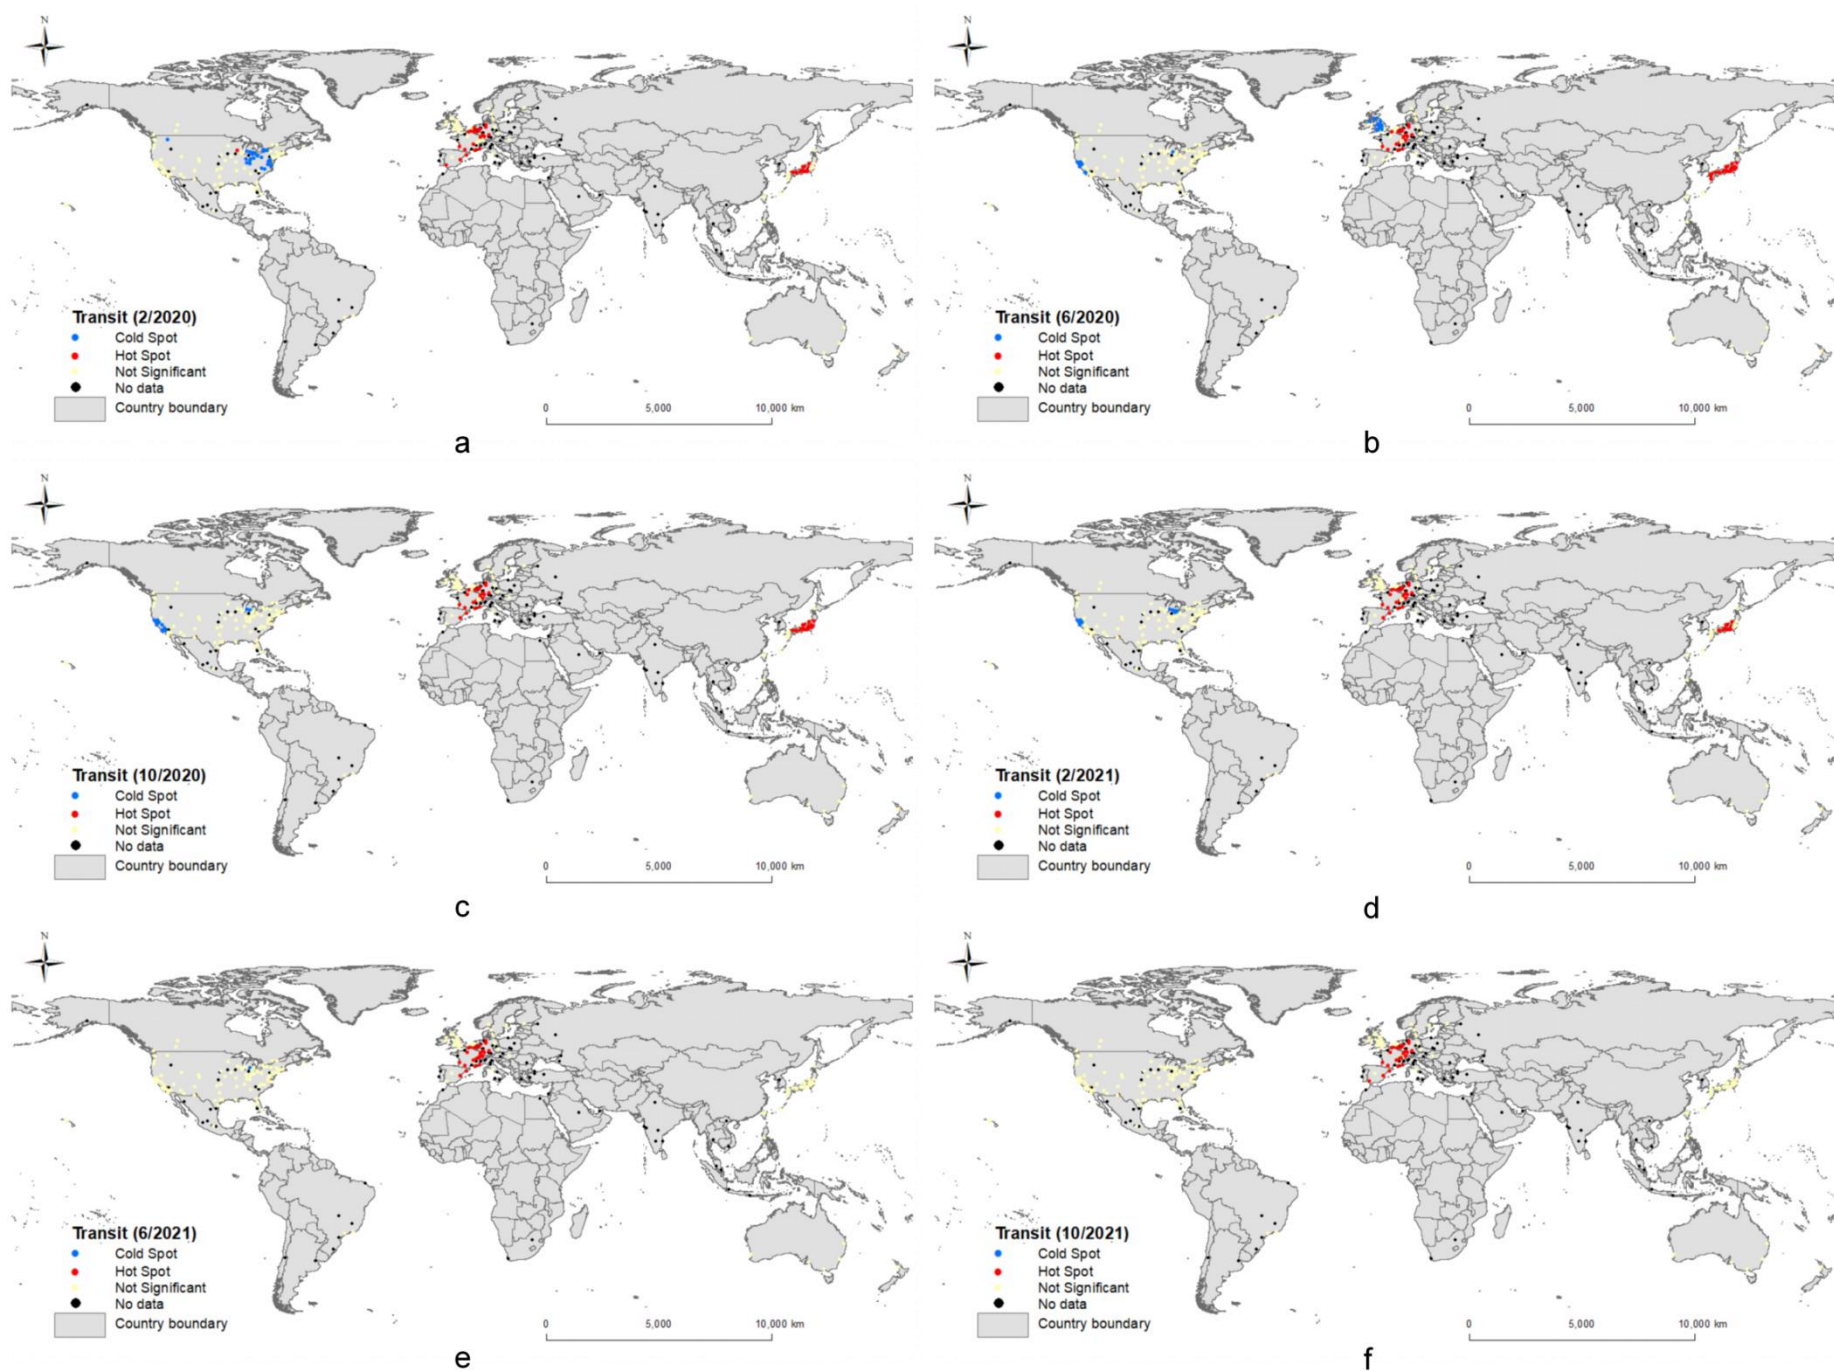 N
Transit (2/2020)
Cold Spot
Hot Spot
Not Significant
No data
Country boundary
0 5,000 10,000 km
a
N
Transit (6/2020)
Cold Spot
Hot Spot
Not Significant
No data
Country boundary
0 5,000 10,000 km
b
N
Transit (10/2020)
Cold Spot
Hot Spot
Not Significant
No data
Country boundary
0 5,000 10,000 km
c
N
Transit (2/2021)
Cold Spot
Hot Spot
Not Significant
No data
Country boundary
0 5,000 10,000 km
d
N
Transit (6/2021)
Cold Spot
Hot Spot
Not Significant
No data
Country boundary
0 5,000 10,000 km
e
N
Transit (10/2021)
Cold Spot
Hot Spot
Not Significant
No data
Country boundary
0 5,000 10,000 km
f